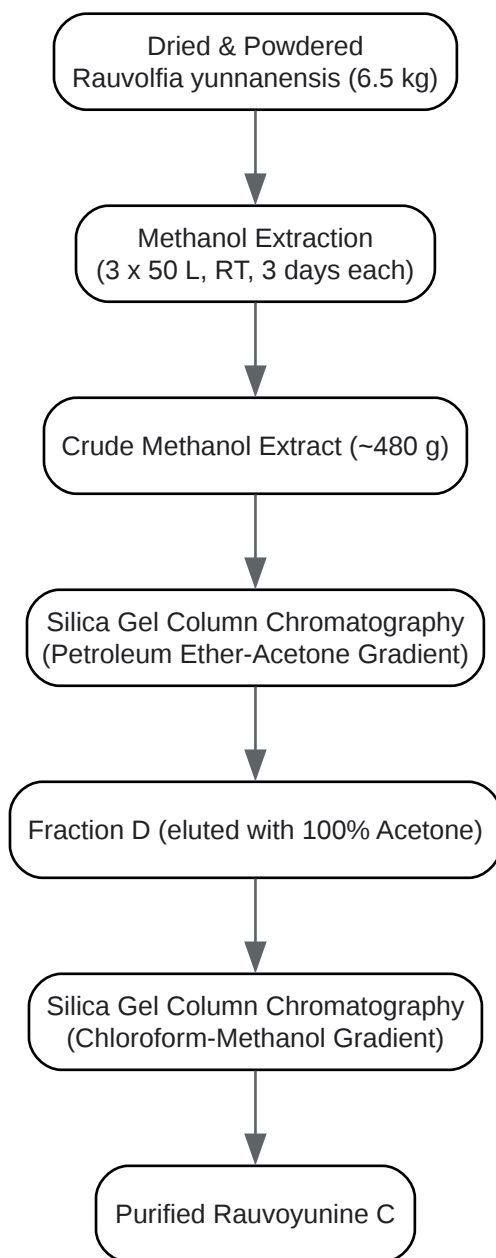 Dried & Powdered
Rauvolfia yunnanensis (6.5 kg)
Methanol Extraction
(3 x 50 L, RT, 3 days each)
Crude Methanol Extract (~480 g)
Silica Gel Column Chromatography
(Petroleum Ether-Acetone Gradient)
Fraction D (eluted with 100% Acetone)
Silica Gel Column Chromatography
(Chloroform-Methanol Gradient)
Purified Rauvoyunine C